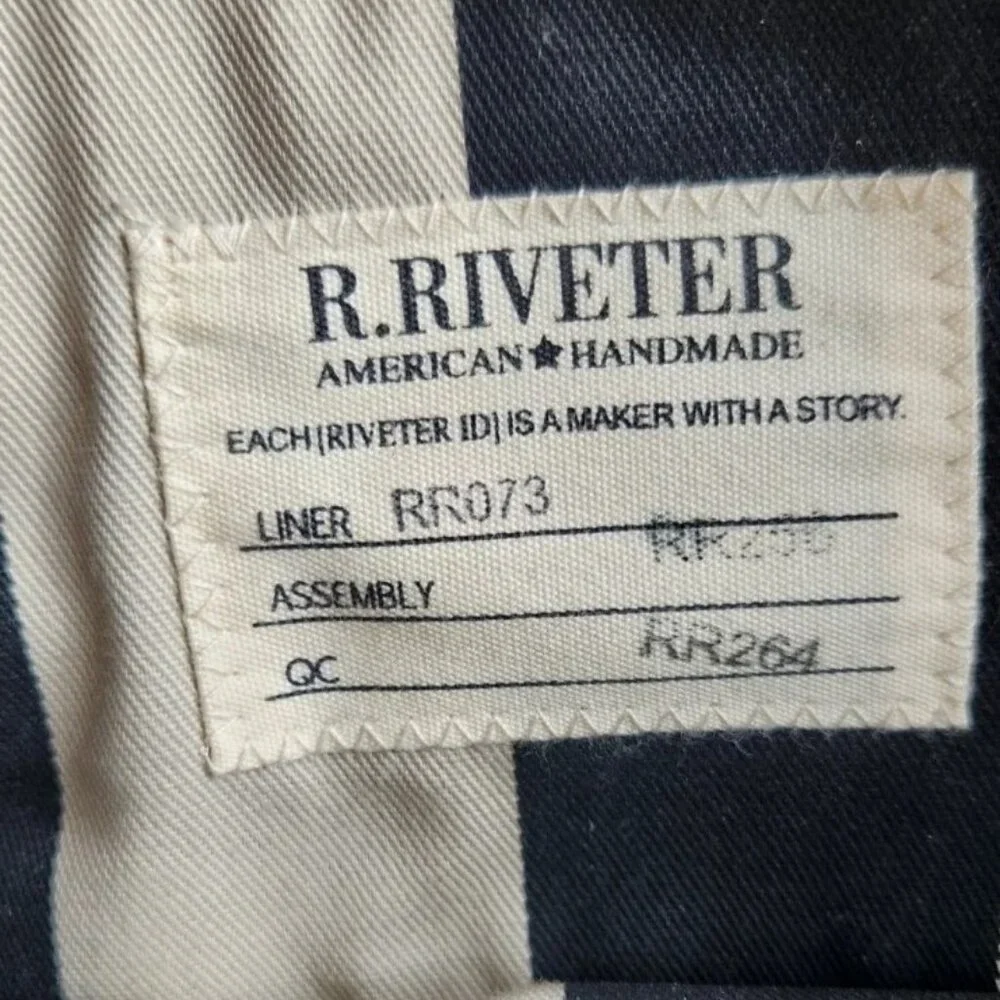 R.RIVETER
AMERICAN★HANDMADE
EACH [RIVETER ID] IS A MAKER WITH A STORY.
LINER RR073
ASSEMBLY
QC RR264